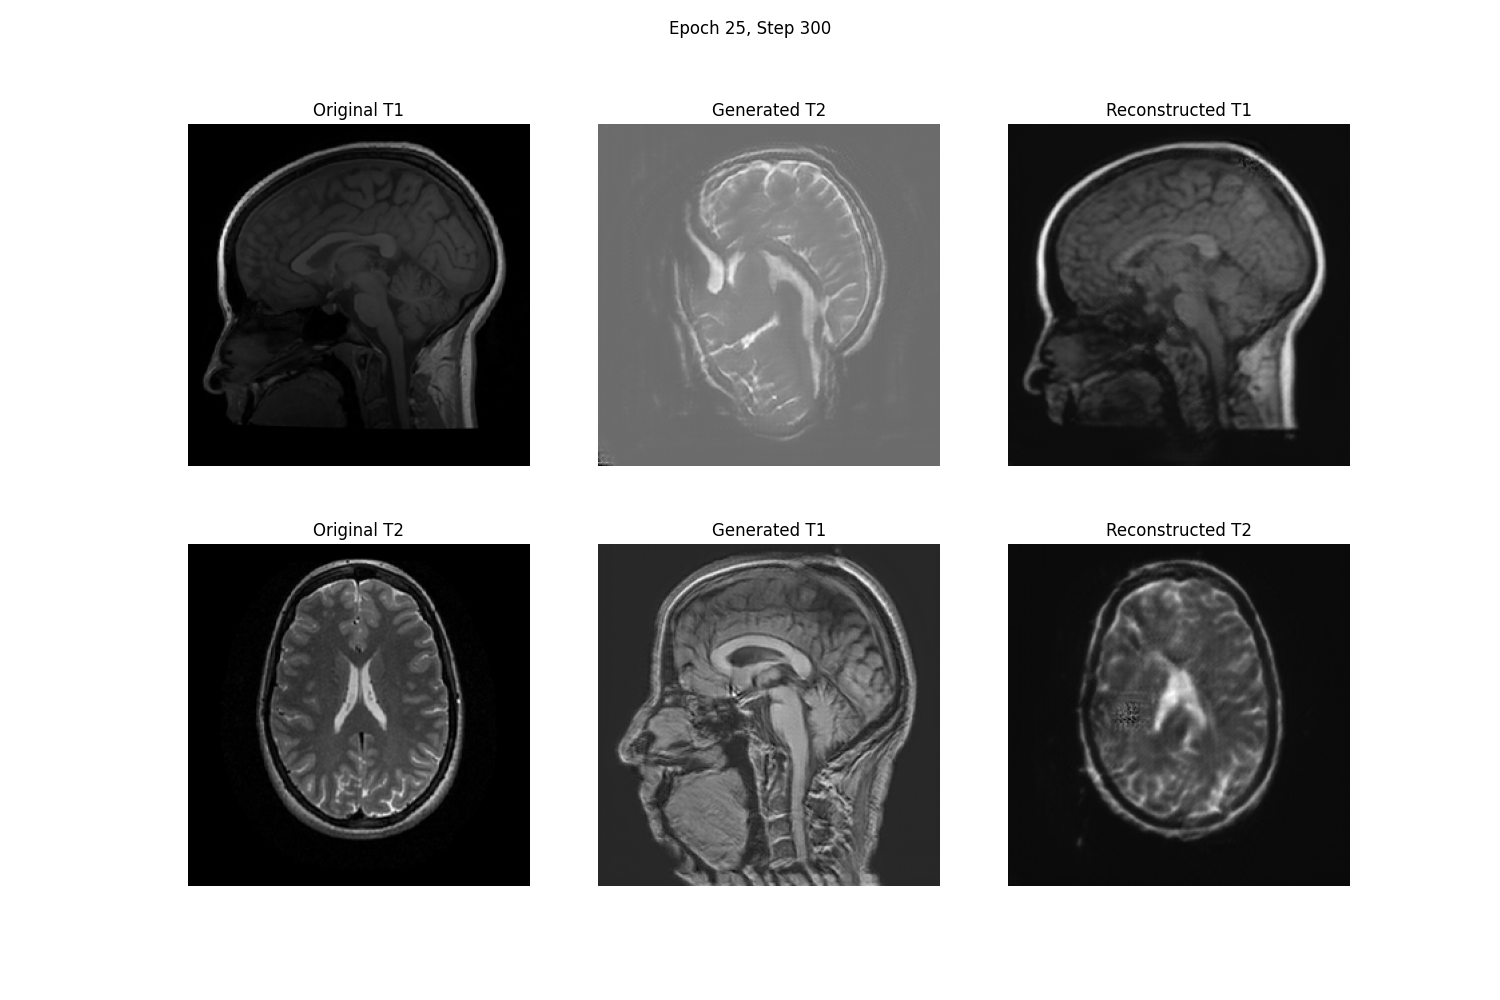 Epoch 25, Step 300
Original T1
Generated T2
Reconstructed T1
Original T2
Generated T1
Reconstructed T2